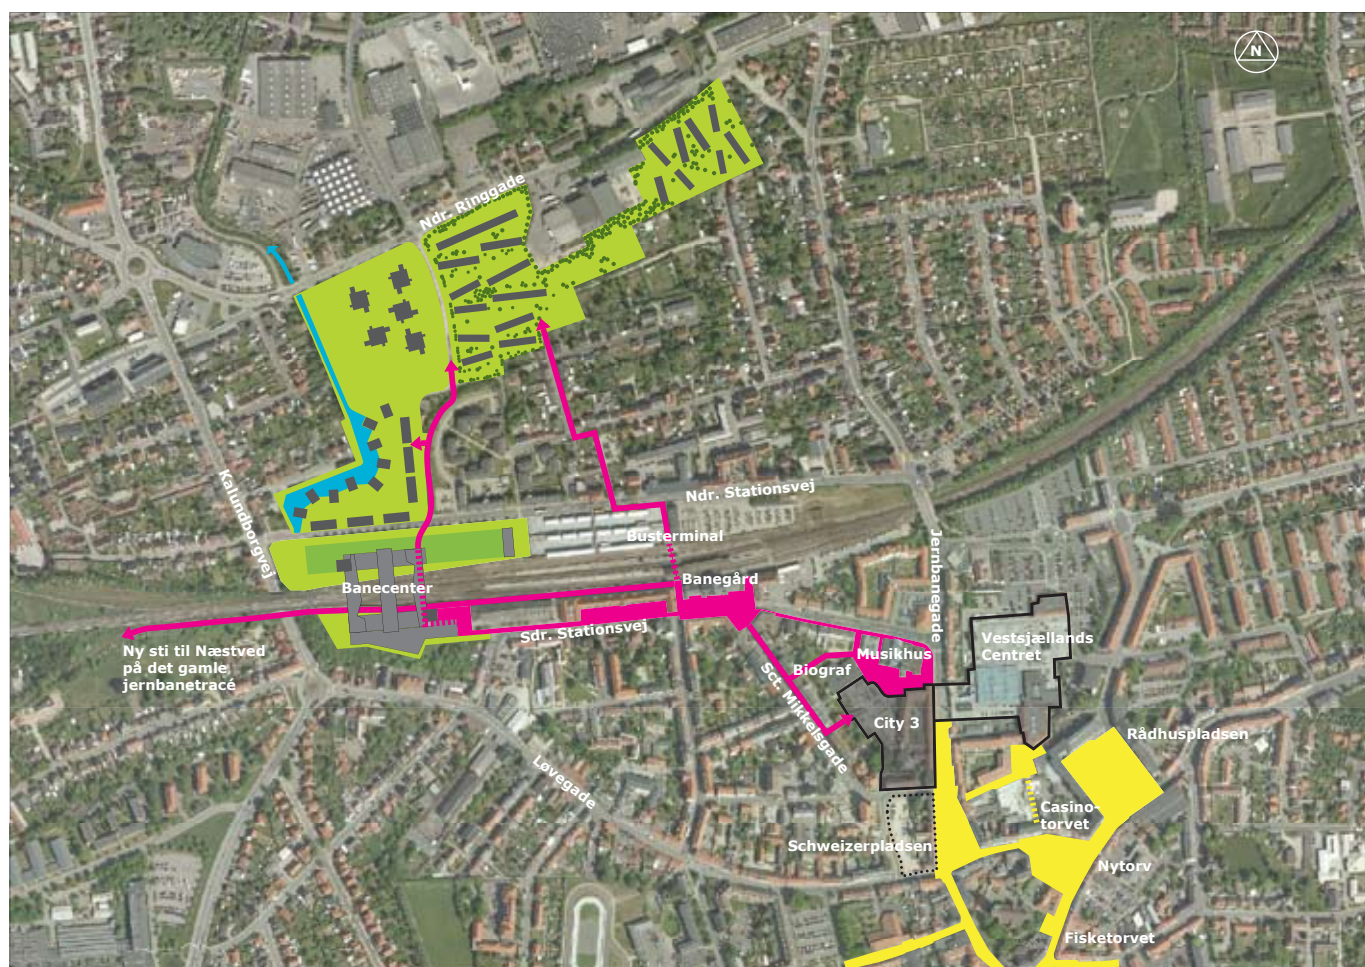 N
Ndr. Ringgade
Kalundborgvej
Ndr. Stationsvej
Busterminal
Jernbanegade
Banegård
Banecenter
Sdr. Stationsvej
Ny sti til Næstved
på det gamle
jernbanetracé
Vestsjællands
Centret
Musikhus
Biograf
Sct. Mikkelsgade
City 3
Rådhuspladsen
Løvegade
Casino-
torvet
Schweizerpladsen
Nytorv
Fisketorvet